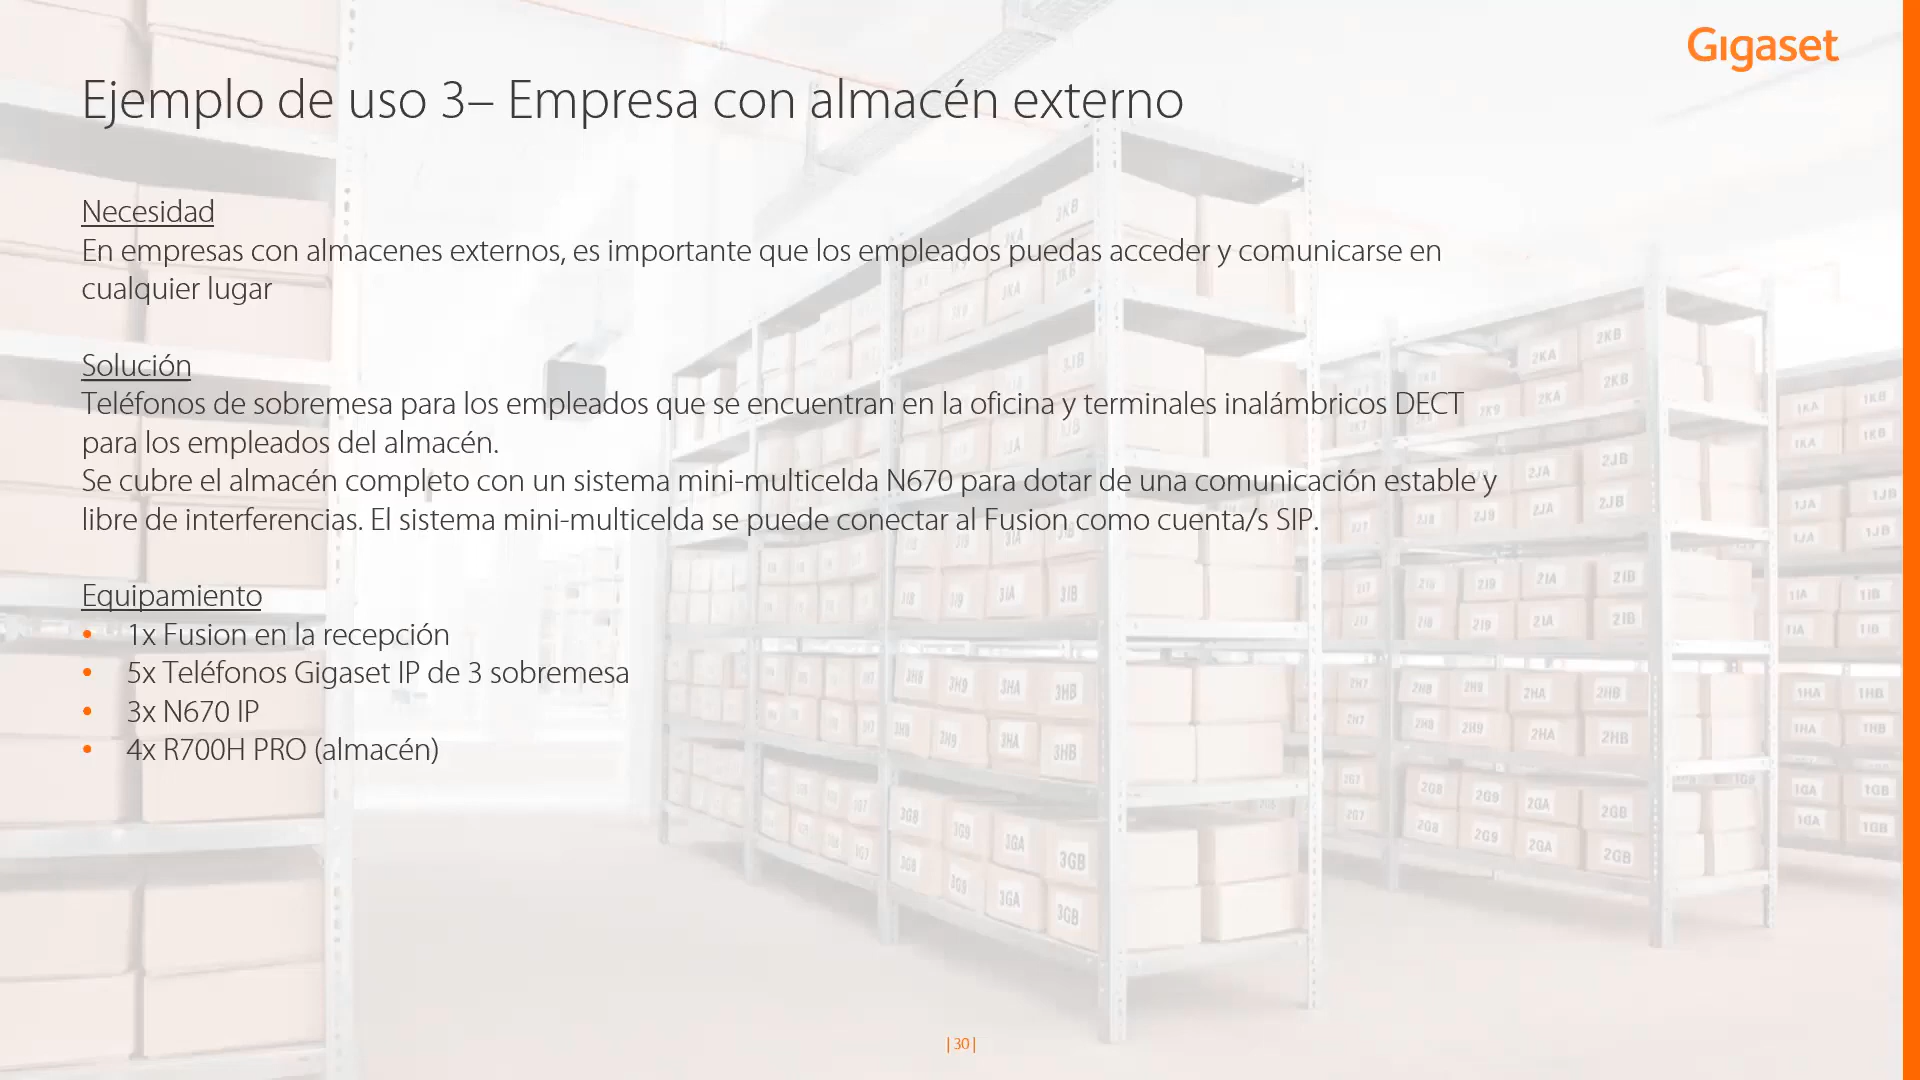 Gigaset
Ejemplo de uso 3– Empresa con almacén externo
Necesidad
En empresas con almacenes externos, es importante que los empleados puedas acceder y comunicarse en
cualquier lugar
Solución
Teléfonos de sobremesa para los empleados que se encuentran en la oficina y terminales inalámbricos DECT
para los empleados del almacén.
Se cubre el almacén completo con un sistema mini-multicelda N670 para dotar de una comunicación estable y
libre de interferencias. El sistema mini-multicelda se puede conectar al Fusion como cuenta/s SIP.
Equipamiento
• 1x Fusion en la recepción
• 5x Teléfonos Gigaset IP de 3 sobremesa
• 3x N670 IP
• 4x R700H PRO (almacén)
| 30 |